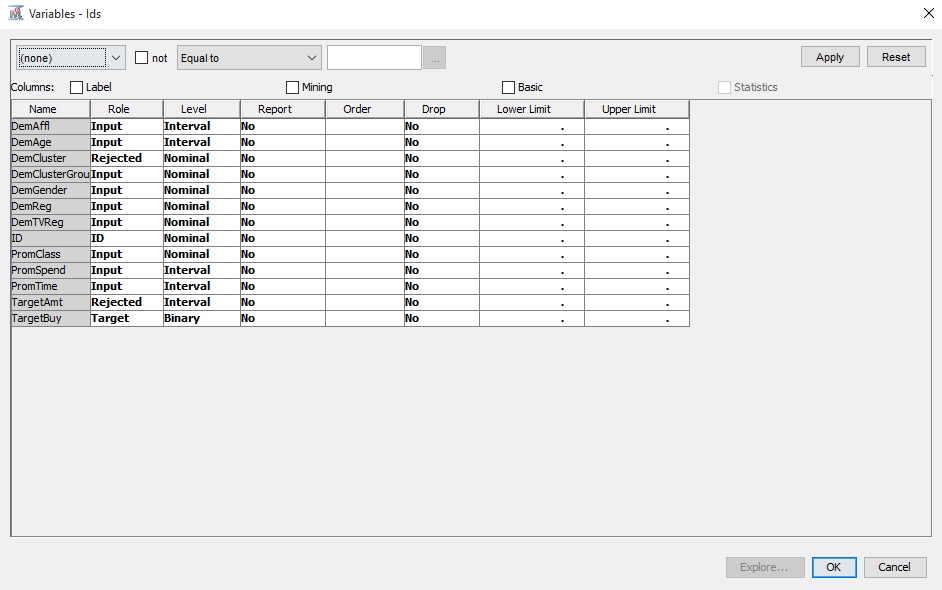 Variables - Ids
(none) not Equal to ... Apply Reset
Columns: Label Mining Basic Statistics
Name Role Level Report Order Drop Lower Limit Upper Limit
DemAffl Input Interval No No . .
DemAge Input Interval No No . .
DemCluster Rejected Nominal No No . .
DemClusterGrou Input Nominal No No . .
DemGender Input Nominal No No . .
DemReg Input Nominal No No . .
DemTVReg Input Nominal No No . .
ID ID Nominal No No . .
PromClass Input Nominal No No . .
PromSpend Input Interval No No . .
PromTime Input Interval No No . .
TargetAmt Rejected Interval No No . .
TargetBuy Target Binary No No . .
Explore... OK Cancel